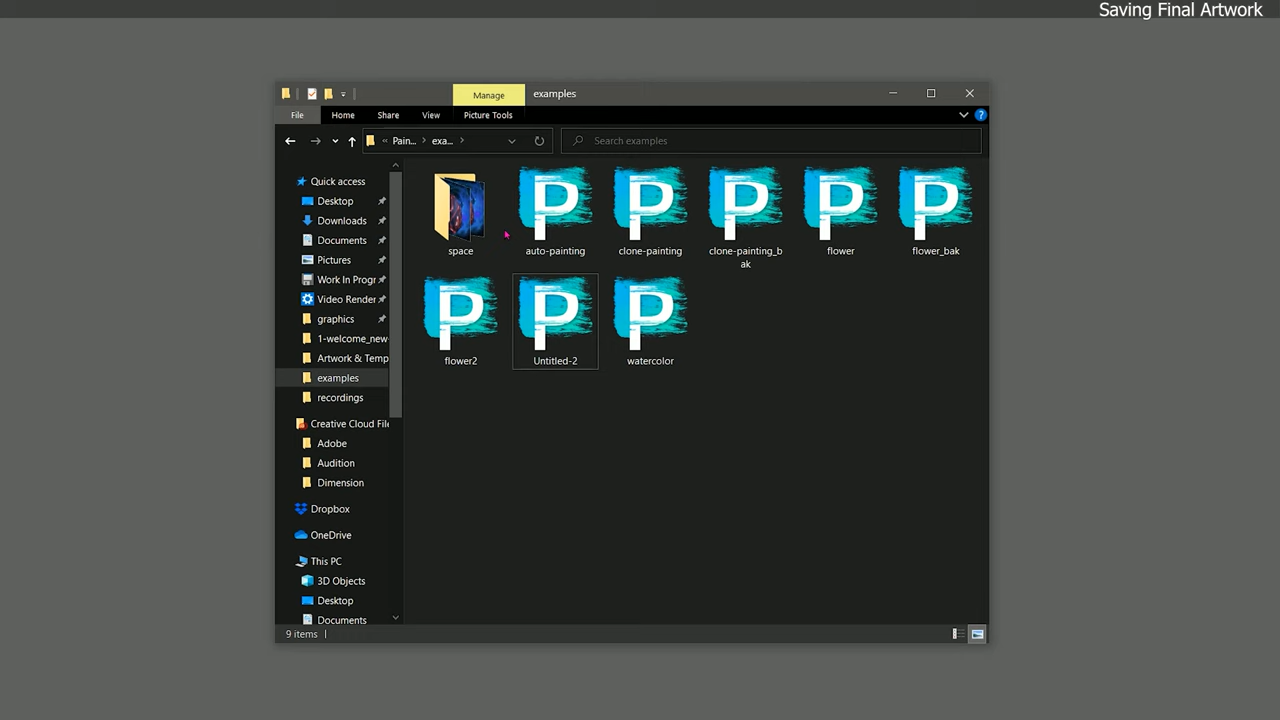 Saving Final Artwork
Manage
examples
File
Home
Share
View
Picture Tools
?
« Pain... › exa... ›
Search examples
Quick access
Desktop
Downloads
Documents
Pictures
Work In Progr
Video Render
graphics
1-welcome_new-
Artwork & Temp
examples
recordings
Creative Cloud File
Adobe
Audition
Dimension
Dropbox
OneDrive
This PC
3D Objects
Desktop
Documents
space
P
auto-painting
P
clone-painting
P
clone-painting_b
ak
P
flower
P
flower_bak
P
flower2
P
Untitled-2
P
watercolor
9 items